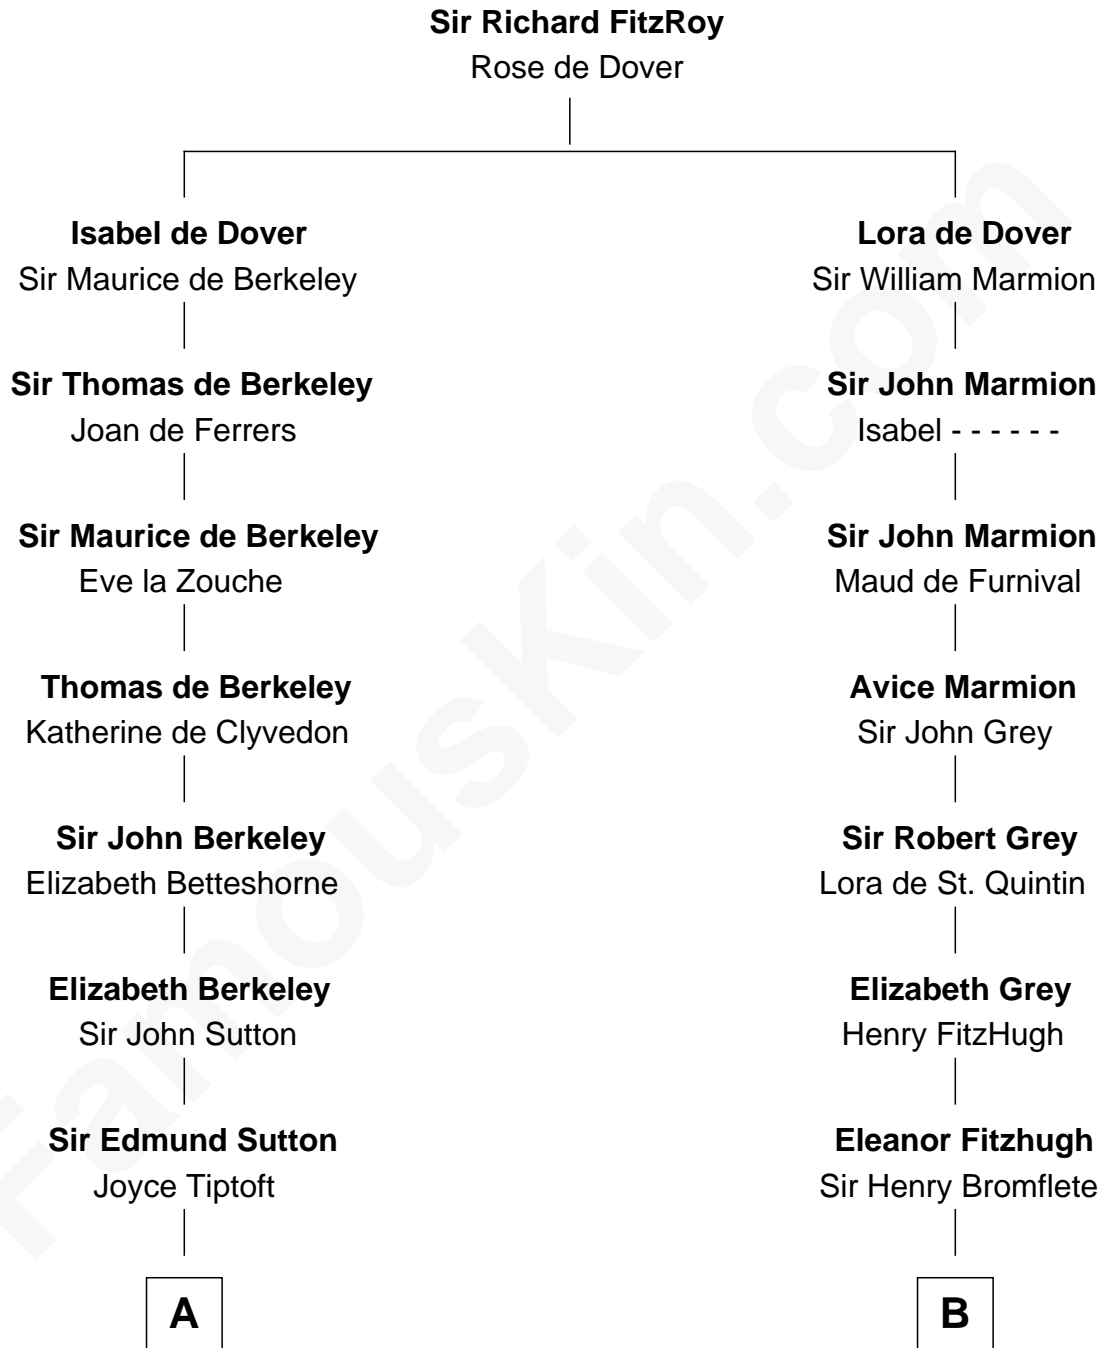 Sir Richard FitzRoy
Rose de Dover
Isabel de Dover
Sir Maurice de Berkeley
Lora de Dover
Sir William Marmion
Sir Thomas de Berkeley
Joan de Ferrers
Sir John Marmion
Isabel - - - - - -
Sir Maurice de Berkeley
Eve la Zouche
Sir John Marmion
Maud de Furnival
Thomas de Berkeley
Katherine de Clyvedon
Avice Marmion
Sir John Grey
Sir John Berkeley
Elizabeth Betteshorne
Sir Robert Grey
Lora de St. Quintin
Elizabeth Berkeley
Sir John Sutton
Elizabeth Grey
Henry FitzHugh
Sir Edmund Sutton
Joyce Tiptoft
Eleanor Fitzhugh
Sir Henry Bromflete
A
B
FamousKin.com